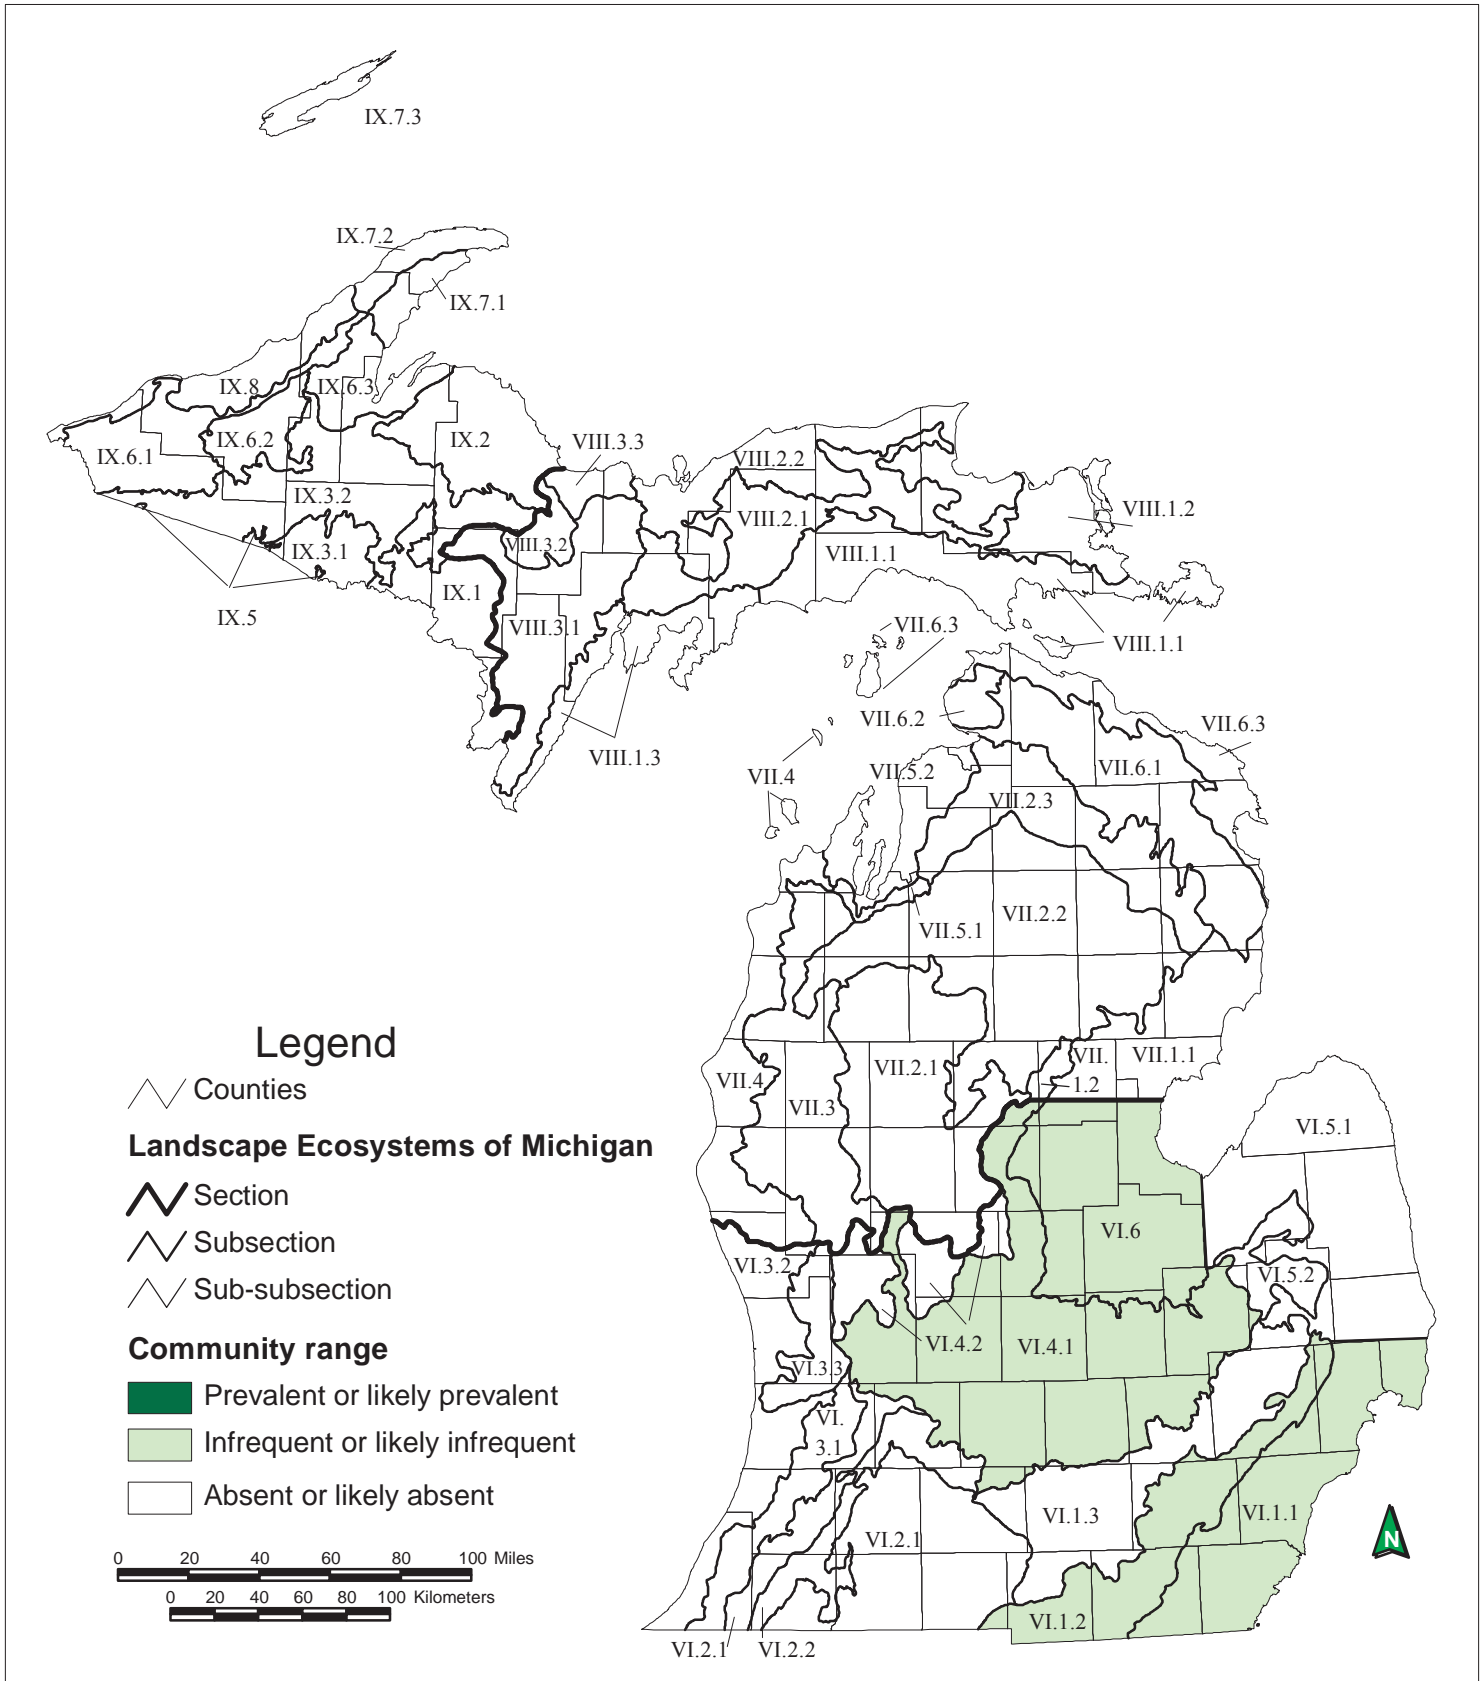 IX.7.3
IX.7.2
IX.7.1
IX.8
IX.6.3
IX.6.2
IX.6.1
IX.2
VIII.3.3
VIII.2.2
IX.3.2
VIII.2.1
VIII.1.2
IX.3.1
VIII.3.2
VIII.1.1
IX.1
IX.5
VIII.3.1
VII.6.3
VIII.1.1
VII.6.2
VII.6.3
VIII.1.3
VII.4
VII.5.2
VII.6.1
VII.2.3
VII.5.1
VII.2.2
VII.4
VII.3
VII.2.1
VII.
1.2
VII.1.1
VI.5.1
VI.6
VI.3.2
VI.5.2
VI.4.2
VI.4.1
VI.3.3
VI.
3.1
VI.1.3
VI.1.1
VI.2.1
VI.1.2
VI.2.1
VI.2.2
Legend
Counties
Landscape Ecosystems of Michigan
Section
Subsection
Sub-subsection
Community range
Prevalent or likely prevalent
Infrequent or likely infrequent
Absent or likely absent
0 20 40 60 80 100 Miles
0 20 40 60 80 100 Kilometers
N